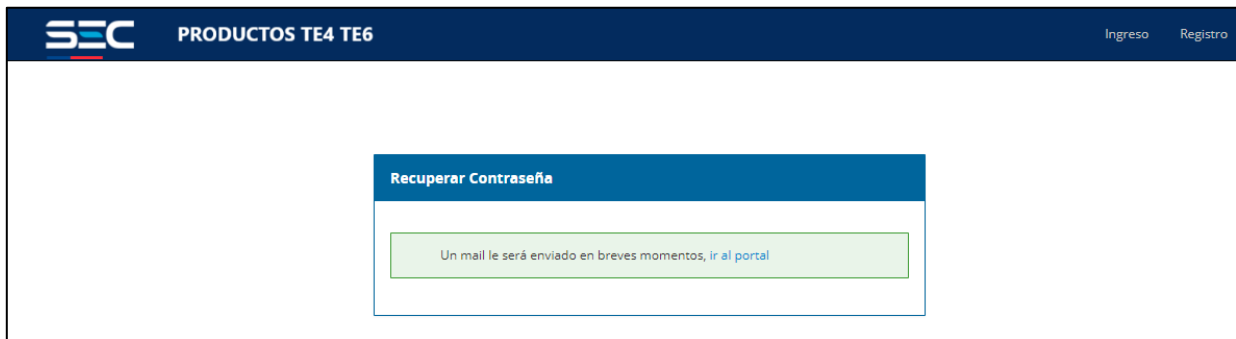 SEC PRODUCTOS TE4 TE6 Ingreso Registro
Recuperar Contraseña
Un mail le será enviado en breves momentos, ir al portal